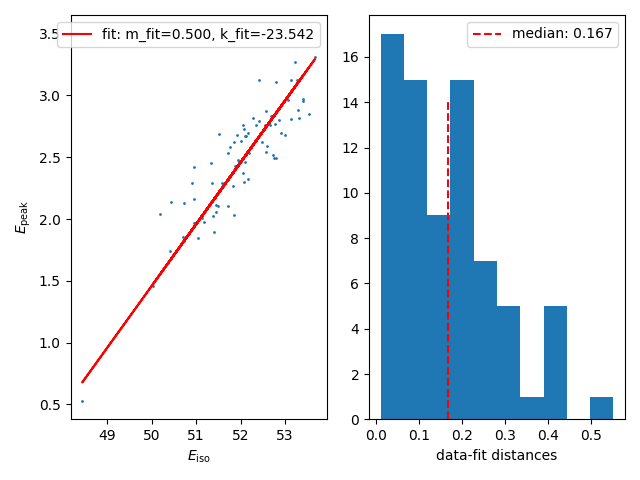 fit: m_fit=0.500, k_fit=-23.542
3.5
3.0
2.5
2.0
1.5
1.0
0.5
E_peak
49 50 51 52 53
E_iso
median: 0.167
16
14
12
10
8
6
4
2
0
0.0 0.1 0.2 0.3 0.4 0.5
data-fit distances